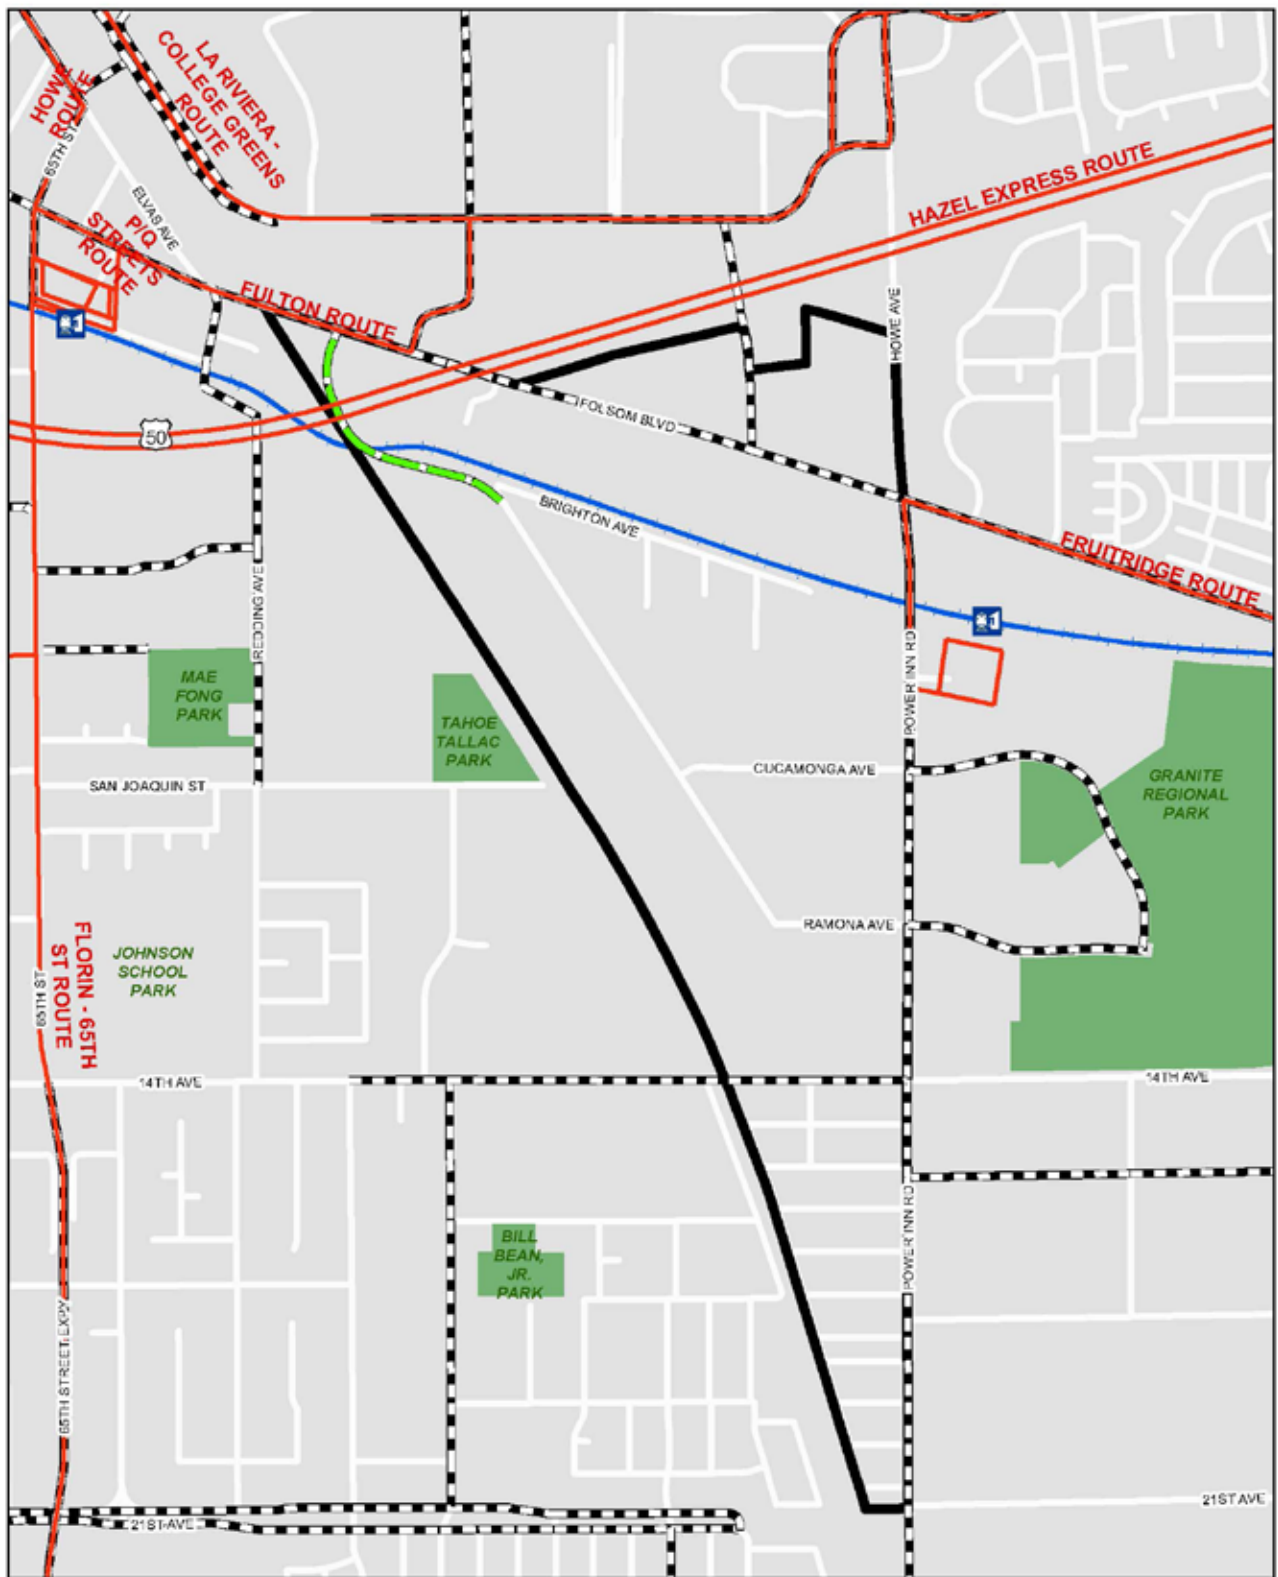 HOWE
ROUTE
65TH ST
LA RIVIERA -
COLLEGE GREENS
ROUTE
ELVAS AVE
P/Q
STREETS
ROUTE
FULTON ROUTE
HAZEL EXPRESS ROUTE
HOWE AVE
50
FOLSOM BLVD
BRIGHTON AVE
FRUITRIDGE ROUTE
REDDING AVE
MAE
FONG
PARK
TAHOE
TALLAC
PARK
POWER INN RD
CUCAMONGA AVE
GRANITE
REGIONAL
PARK
SAN JOAQUIN ST
RAMONA AVE
JOHNSON
SCHOOL
PARK
FLORIN - 65TH
ST ROUTE
65TH ST
14TH AVE
14TH AVE
POWER INN RD
BILL
BEAN,
JR.
PARK
65TH STREET EXPY
21ST AVE
21ST AVE